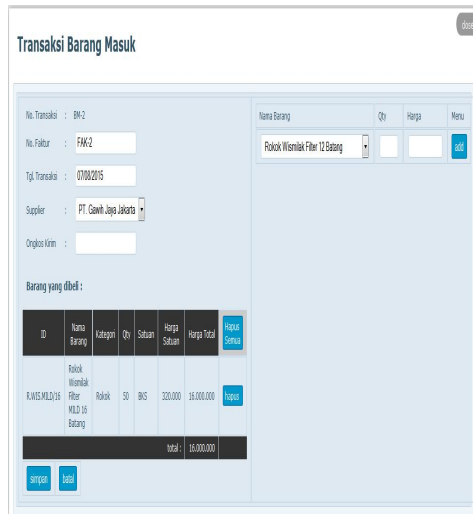 close
Transaksi Barang Masuk
No. Transaksi : BM-2
No. Faktur : FAK-2
Tgl. Transaksi : 07/08/2015
Supplier : PT. Gawih Jaya Jakarta
Ongkos Kirim :
Nama Barang Qty Harga Menu
Rokok Wismilak Filter 12 Batang add
Barang yang dibeli :
ID Nama Barang Kategori Qty Satuan Harga Satuan Harga Total Hapus Semua
R.WIS.MILD/16 Rokok Wismilak Filter MILD 16 Batang Rokok 50 BKS 320.000 16.000.000 hapus
total : 16.000.000
simpan batal